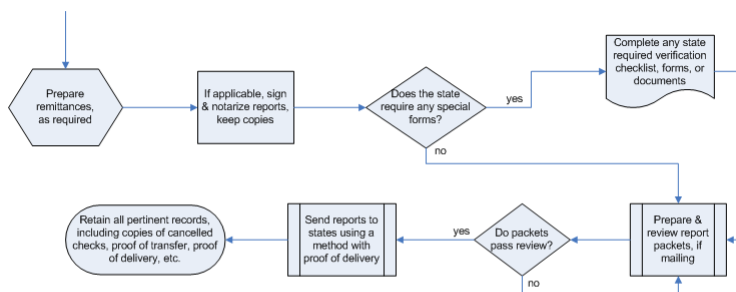 Prepare
remittances,
as required
If applicable, sign
& notarize reports,
keep copies
Does the state
require any special
forms?
yes
no
Complete any state
required verification
checklist, forms, or
documents
Retain all pertinent records,
including copies of cancelled
checks, proof of transfer, proof
of delivery, etc.
Send reports to
states using a
method with
proof of delivery
yes
Do packets
pass review?
no
Prepare &
review report
packets, if
mailing